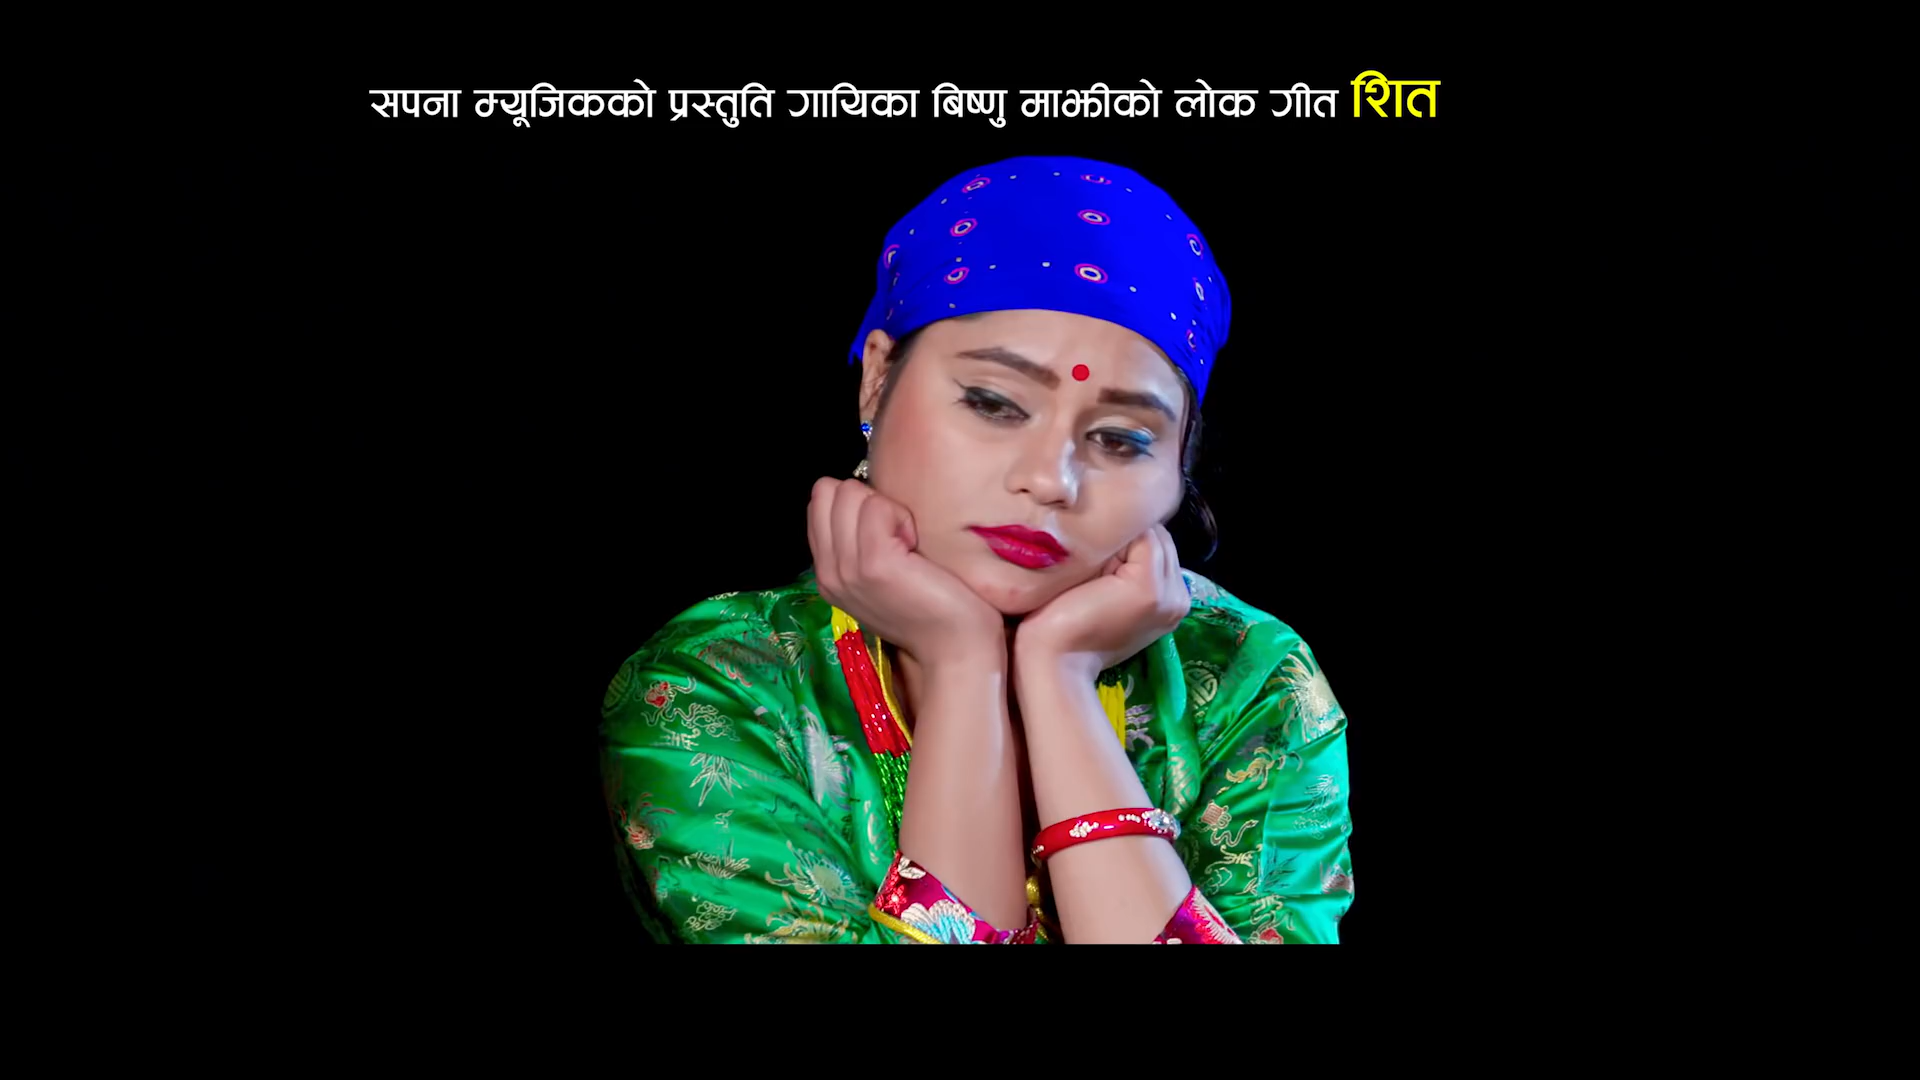 सपना म्यूजिकको प्रस्तुति गायिका बिष्णु माझीको लोक गीत शित